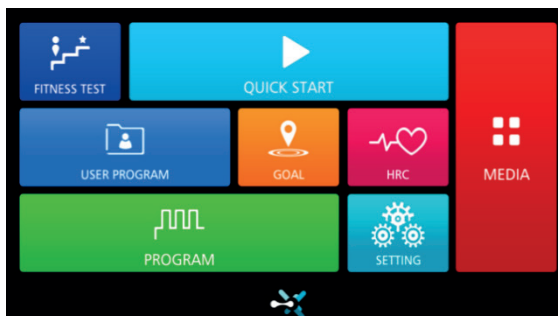 FITNESS TEST
QUICK START
USER PROGRAM
GOAL
HRC
MEDIA
PROGRAM
SETTING